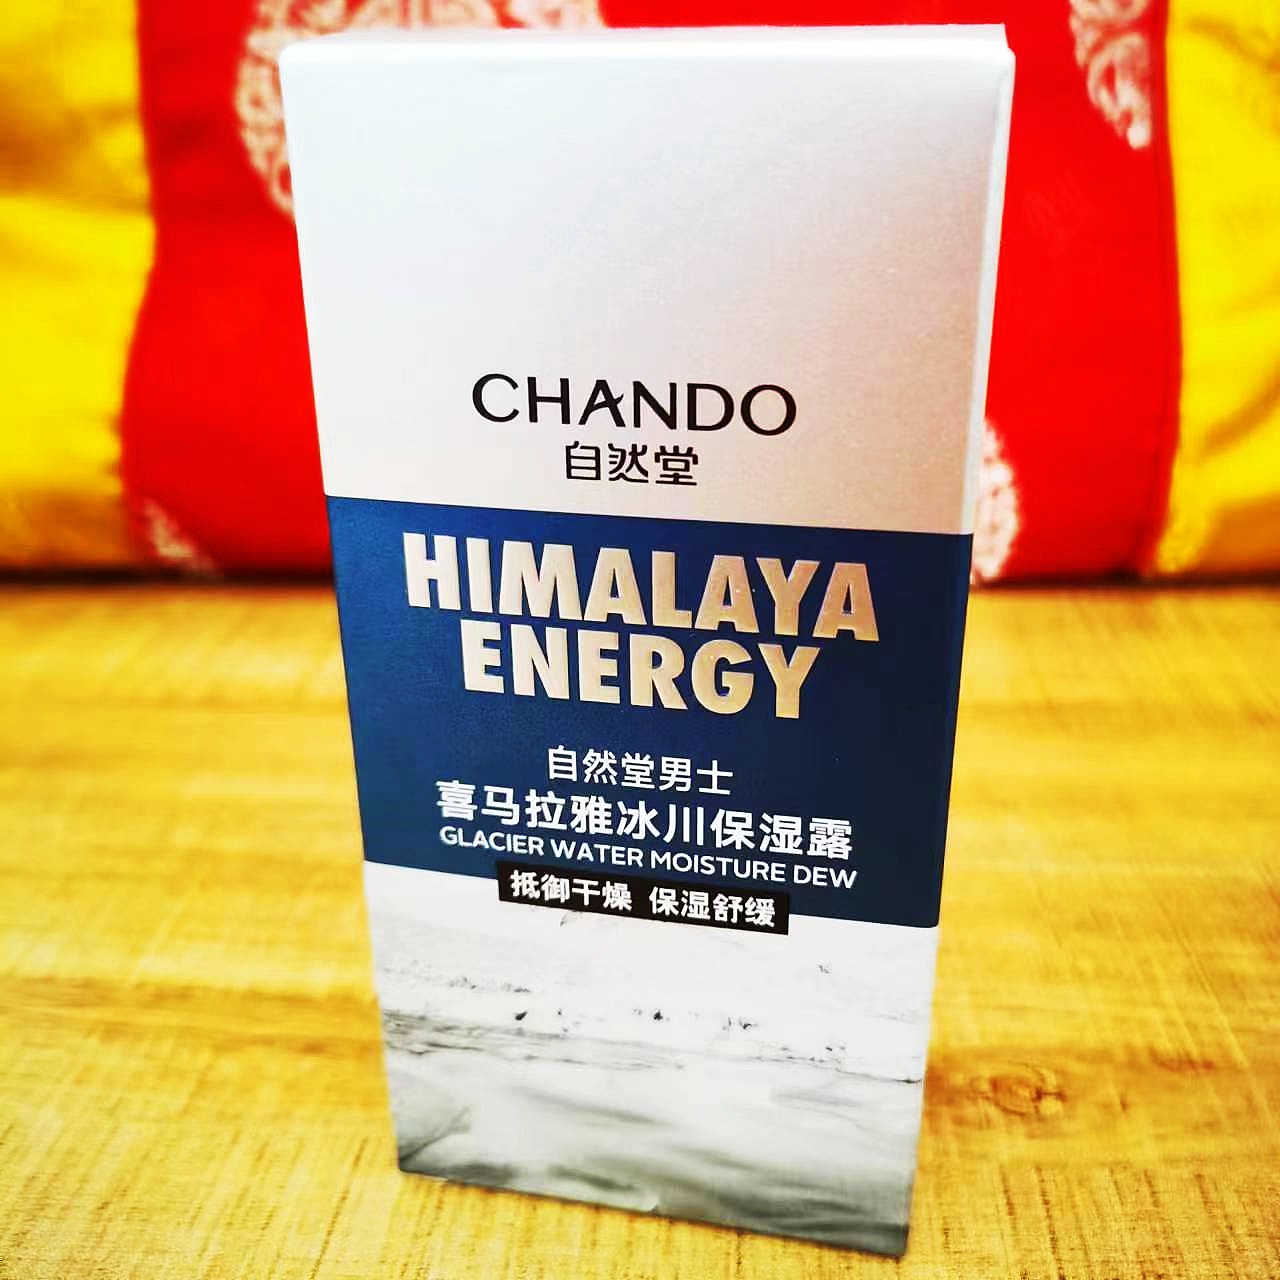 CHANDO
自然堂
HIMALAYA
ENERGY
自然堂男士
喜马拉雅冰川保湿露
GLACIER WATER MOISTURE DEW
抵御干燥 保湿舒缓